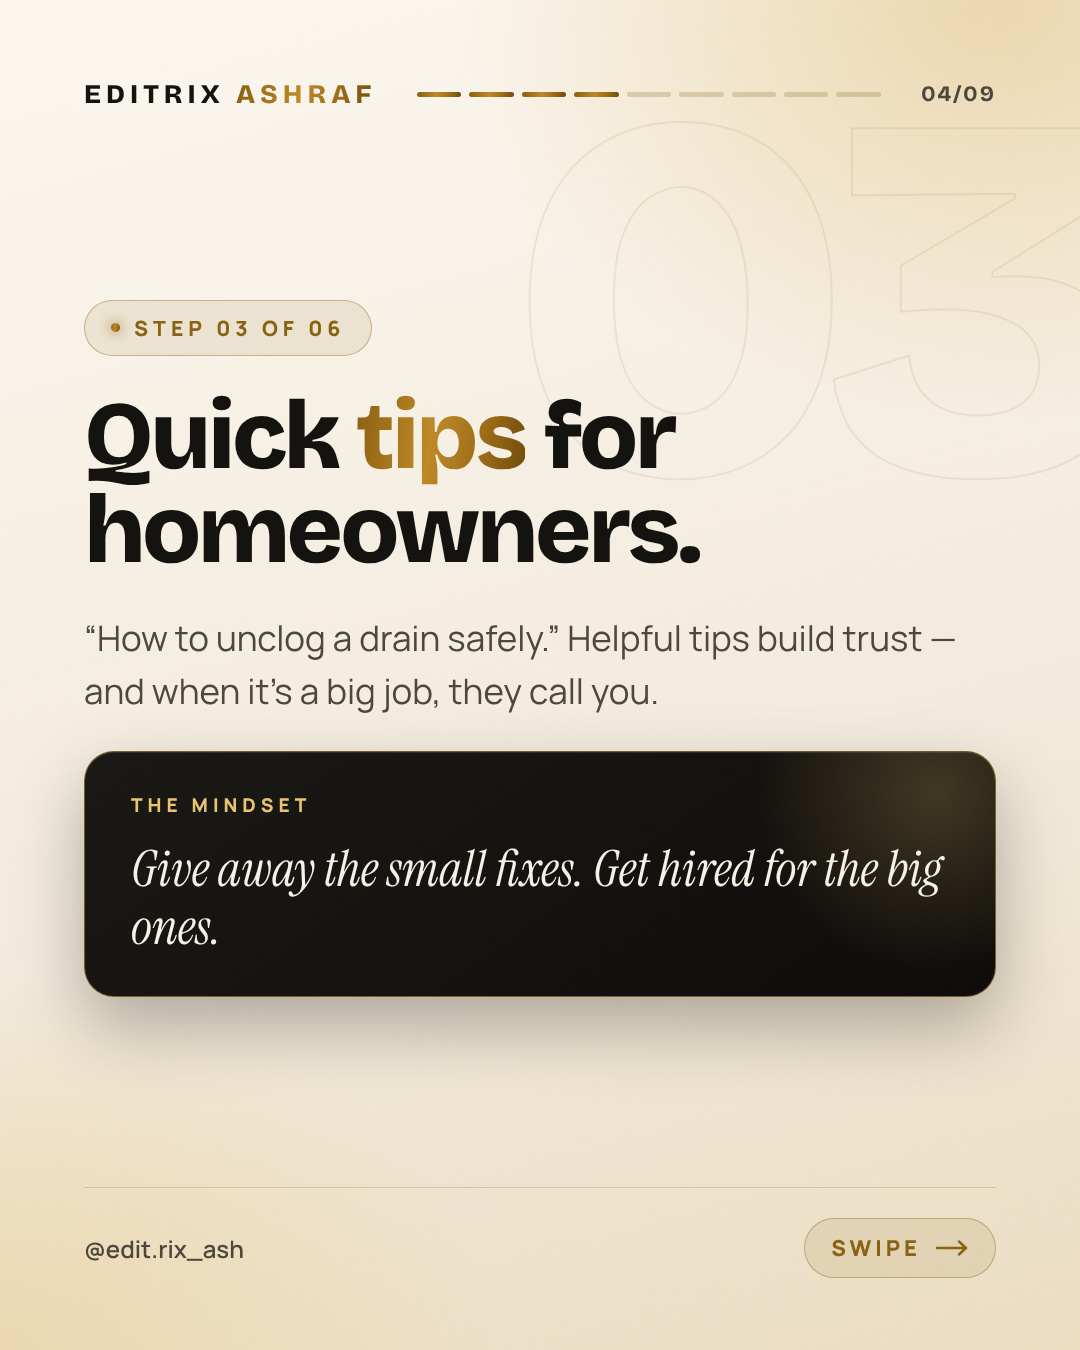 EDITRIX ASHRAF
04/09
03
STEP 03 OF 06
Quick tips for
homeowners.
“How to unclog a drain safely.” Helpful tips build trust —
and when it’s a big job, they call you.
THE MINDSET
Give away the small fixes. Get hired for the big
ones.
@edit.rix_ash
SWIPE →